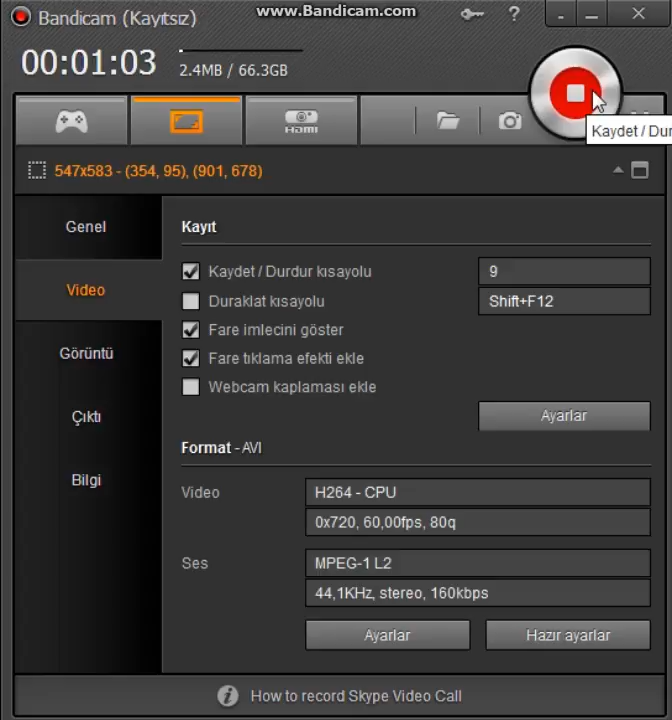 www.Bandicam.com
Bandicam (Kayıtsız)
00:01:03
2.4MB / 66.3GB
HDMI
Kaydet / Dur
547x583 - (354, 95), (901, 678)
Genel
Video
Görüntü
Çıktı
Bilgi
Kayıt
Kaydet / Durdur kısayolu
9
Duraklat kısayolu
Shift+F12
Fare imlecini göster
Fare tıklama efekti ekle
Webcam kaplaması ekle
Ayarlar
Format - AVI
Video
H264 - CPU
0x720, 60,00fps, 80q
Ses
MPEG-1 L2
44,1KHz, stereo, 160kbps
Ayarlar
Hazır ayarlar
How to record Skype Video Call